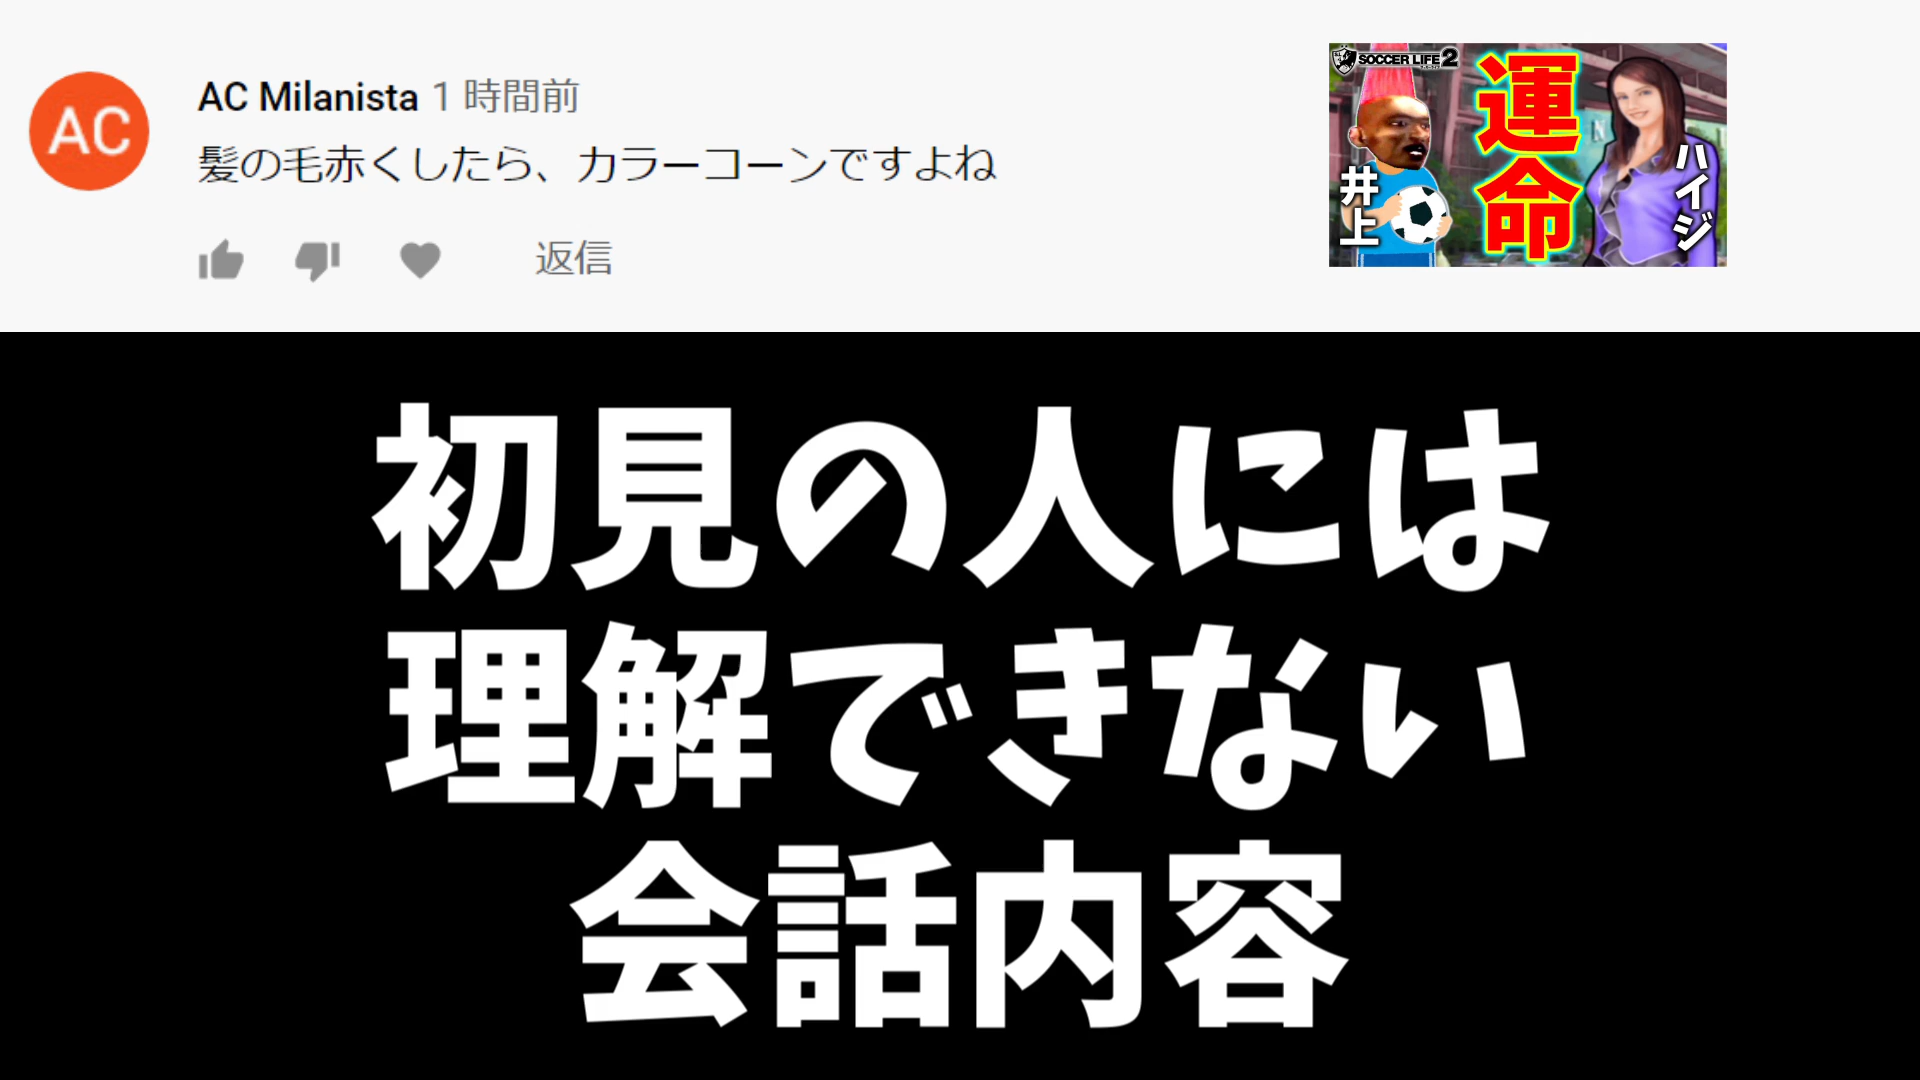 AC
AC Milanista 1 時間前
髪の毛赤くしたら、カラーコーンですよね
返信
SOCCER LIFE 2
運命
井上
ハイジ
N
初見の人には
理解できない
会話内容